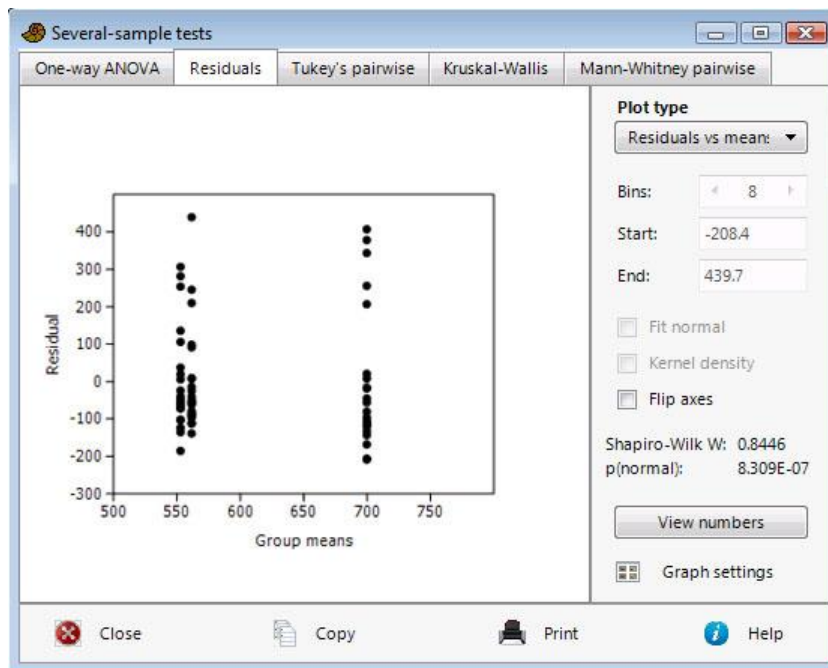 Several-sample tests
One-way ANOVA Residuals Tukey's pairwise Kruskal-Wallis Mann-Whitney pairwise
Plot type
Residuals vs mean:
Bins: 8
Start: -208.4
End: 439.7
Fit normal
Kernel density
Flip axes
Shapiro-Wilk W: 0.8446
p(normal): 8.309E-07
View numbers
Graph settings
400
300
200
100
0
-100
-200
-300
Residual
500 550 600 650 700 750
Group means
Close Copy Print Help